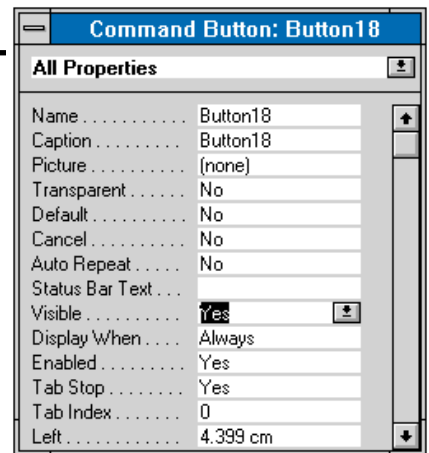 Command Button: Button18
All Properties
Name........... Button18
Caption......... Button18
Picture.......... (none)
Transparent...... No
Default.......... No
Cancel.......... No
Auto Repeat..... No
Status Bar Text...
Visible.......... Yes
Display When.... Always
Enabled......... Yes
Tab Stop....... Yes
Tab Index....... 0
Left............ 4.399 cm